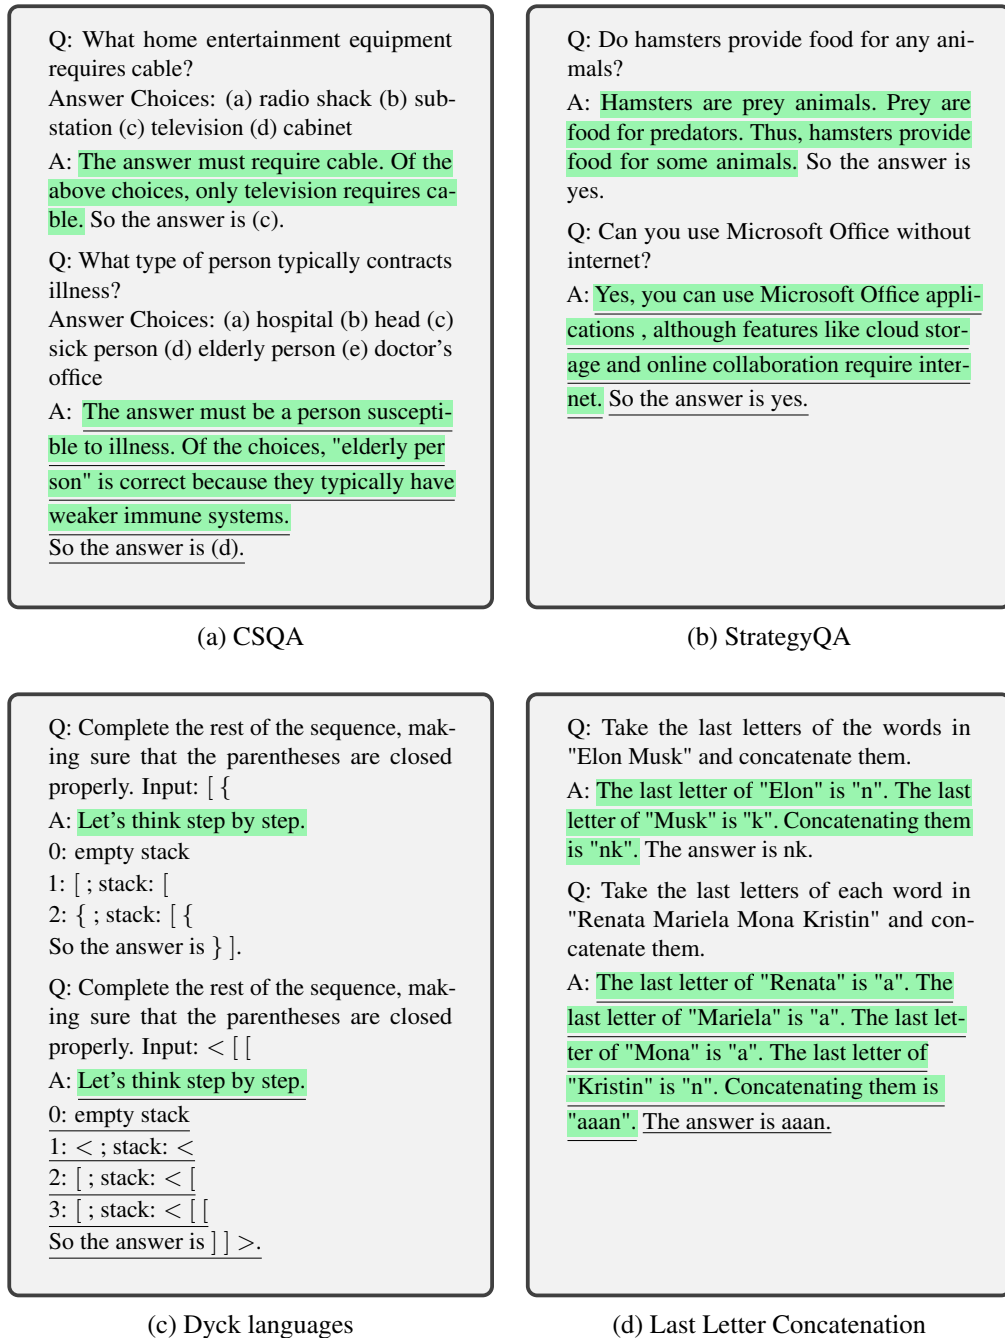 Q: What home entertainment equipment
requires cable?
Answer Choices: (a) radio shack (b) sub-
station (c) television (d) cabinet
A: The answer must require cable. Of the
above choices, only television requires ca-
ble. So the answer is (c).
Q: What type of person typically contracts
illness?
Answer Choices: (a) hospital (b) head (c)
sick person (d) elderly person (e) doctor's
office
A: The answer must be a person suscepti-
ble to illness. Of the choices, "elderly per
son" is correct because they typically have
weaker immune systems.
So the answer is (d).
(a) CSQA
Q: Do hamsters provide food for any ani-
mals?
A: Hamsters are prey animals. Prey are
food for predators. Thus, hamsters provide
food for some animals. So the answer is
yes.
Q: Can you use Microsoft Office without
internet?
A: Yes, you can use Microsoft Office appli-
cations , although features like cloud stor-
age and online collaboration require inter-
net. So the answer is yes.
(b) StrategyQA
Q: Complete the rest of the sequence, mak-
ing sure that the parentheses are closed
properly. Input: [ {
A: Let's think step by step.
0: empty stack
1: [ ; stack: [
2: { ; stack: [ {
So the answer is } ].
Q: Complete the rest of the sequence, mak-
ing sure that the parentheses are closed
properly. Input: < [ [
A: Let's think step by step.
0: empty stack
1: < ; stack: <
2: [ ; stack: < [
3: [ ; stack: < [ [
So the answer is ] ] >.
(c) Dyck languages
Q: Take the last letters of the words in
"Elon Musk" and concatenate them.
A: The last letter of "Elon" is "n". The last
letter of "Musk" is "k". Concatenating them
is "nk". The answer is nk.
Q: Take the last letters of each word in
"Renata Mariela Mona Kristin" and con-
catenate them.
A: The last letter of "Renata" is "a". The
last letter of "Mariela" is "a". The last let-
ter of "Mona" is "a". The last letter of
"Kristin" is "n". Concatenating them is
"aaan". The answer is aaan.
(d) Last Letter Concatenation